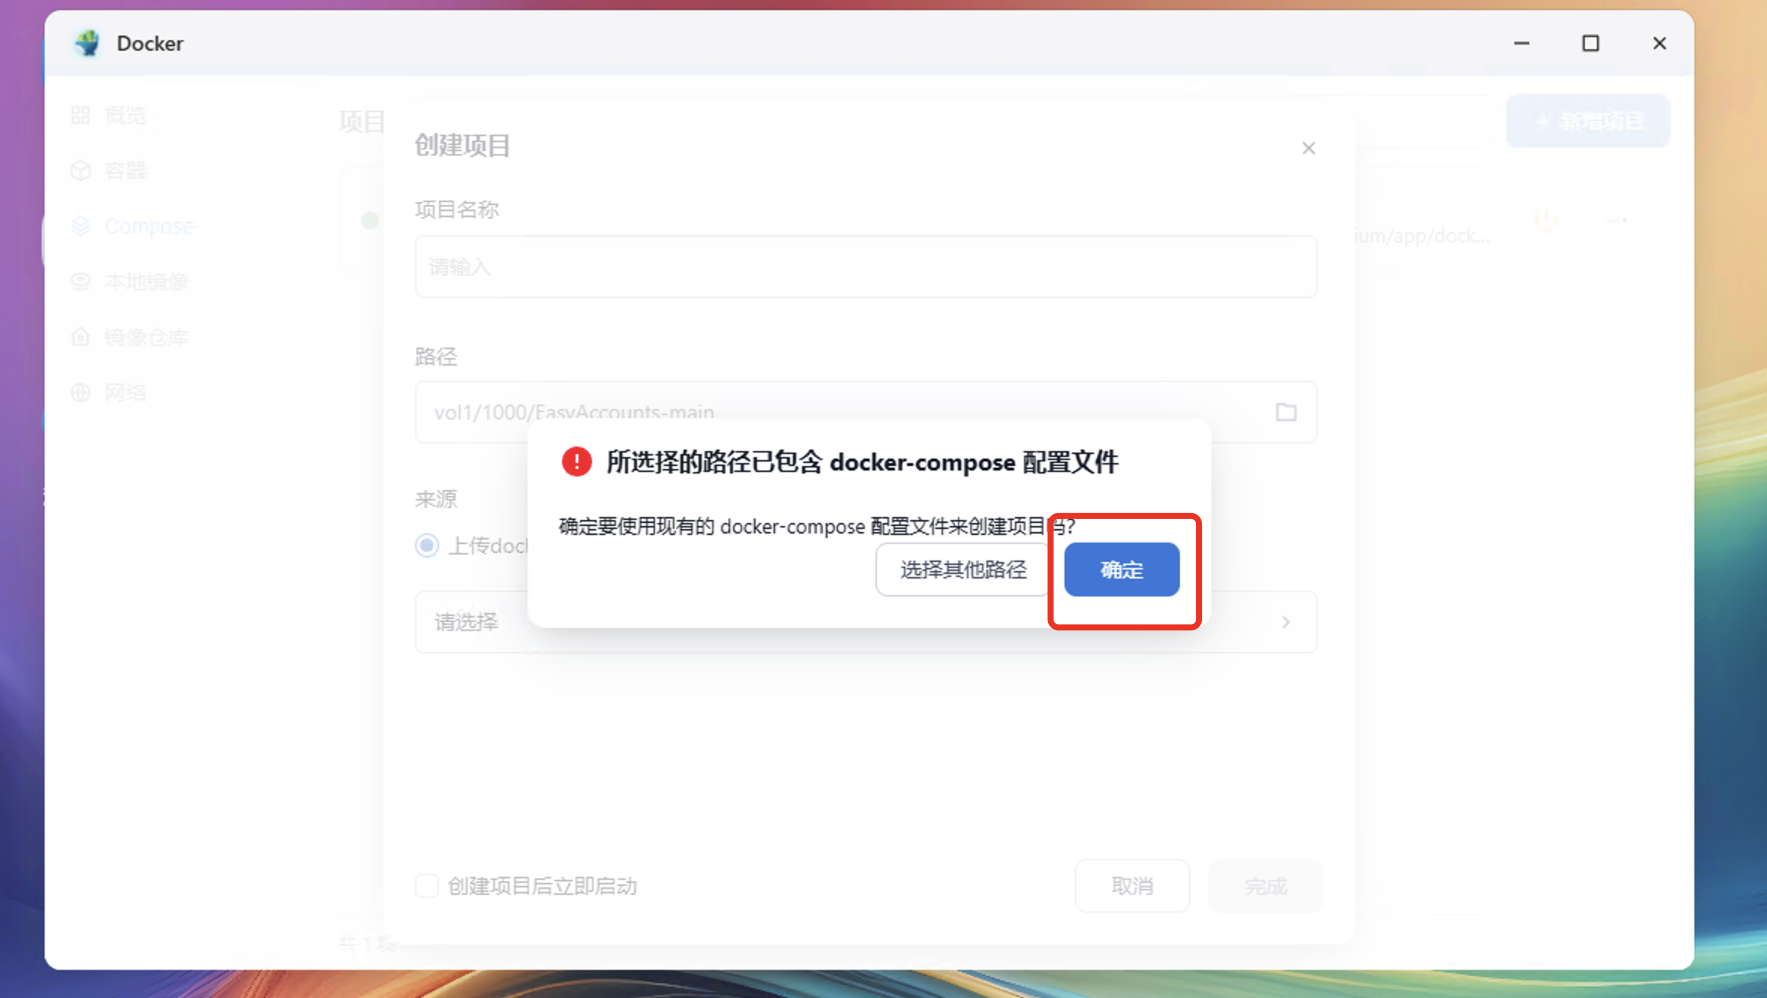 Docker
概览
容器
Compose
本地镜像
镜像仓库
网络
项目
+ 新增项目
ium/app/dock...
创建项目
项目名称
请输入
路径
vol1/1000/EasyAccounts-main
来源
上传doc
请选择
所选择的路径已包含 docker-compose 配置文件
确定要使用现有的 docker-compose 配置文件来创建项目吗?
选择其他路径
确定
创建项目后立即启动
取消
完成
共 1 项